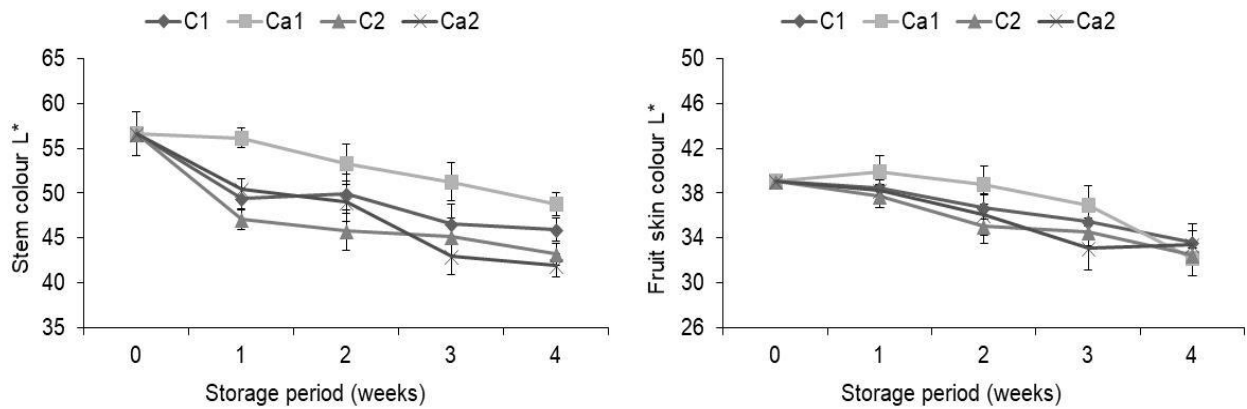 C1 Ca1 C2 Ca2
65
60
55
50
45
40
35
Stem colour L*
0 1 2 3 4
Storage period (weeks)
C1 Ca1 C2 Ca2
50
46
42
38
34
30
26
Fruit skin colour L*
0 1 2 3 4
Storage period (weeks)